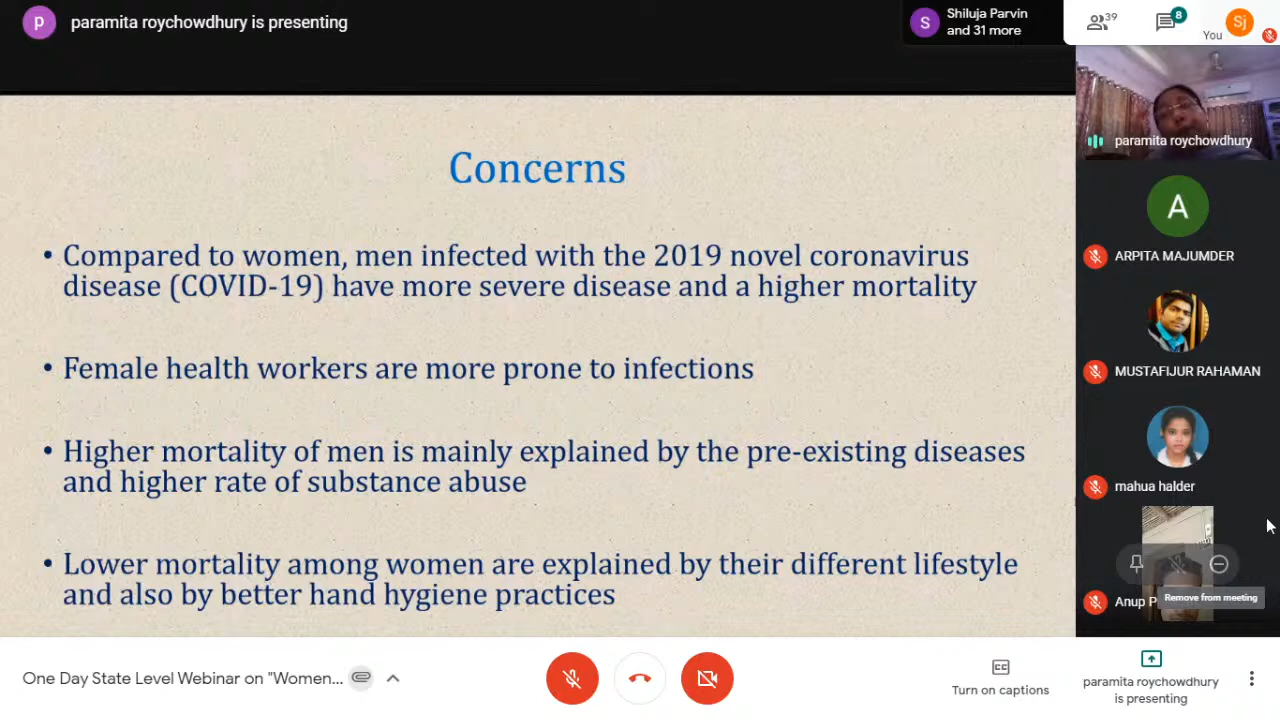 p paramita roychowdhury is presenting
Shiluja Parvin
and 31 more
S
39
8
You
Sj
Concerns
• Compared to women, men infected with the 2019 novel coronavirus
disease (COVID-19) have more severe disease and a higher mortality
• Female health workers are more prone to infections
• Higher mortality of men is mainly explained by the pre-existing diseases
and higher rate of substance abuse
• Lower mortality among women are explained by their different lifestyle
and also by better hand hygiene practices
paramita roychowdhury
A
ARPITA MAJUMDER
MUSTAFIJUR RAHAMAN
mahua halder
Anup P
Remove from meeting
One Day State Level Webinar on "Women...
Turn on captions
paramita roychowdhury
is presenting